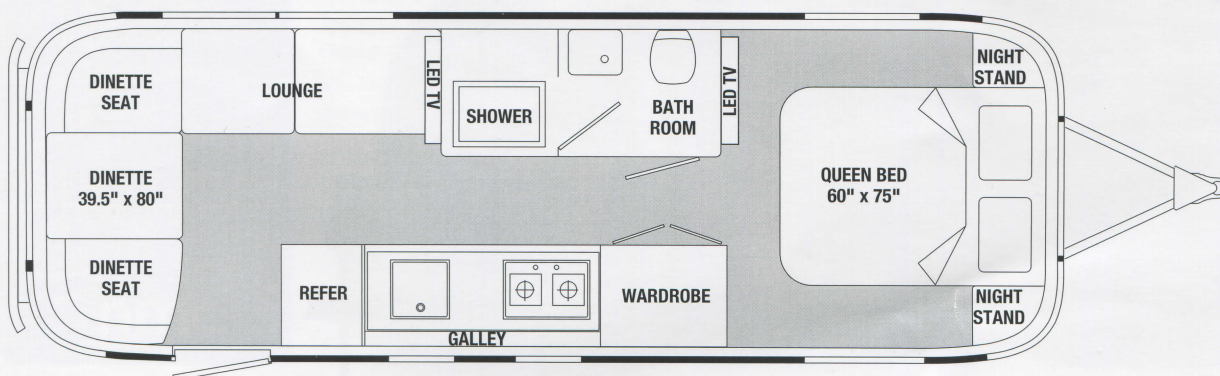 DINETTE
SEAT
LOUNGE
LED TV
SHOWER
BATH
ROOM
LED TV
NIGHT
STAND
DINETTE
39.5" x 80"
QUEEN BED
60" x 75"
DINETTE
SEAT
REFER
GALLEY
WARDROBE
NIGHT
STAND